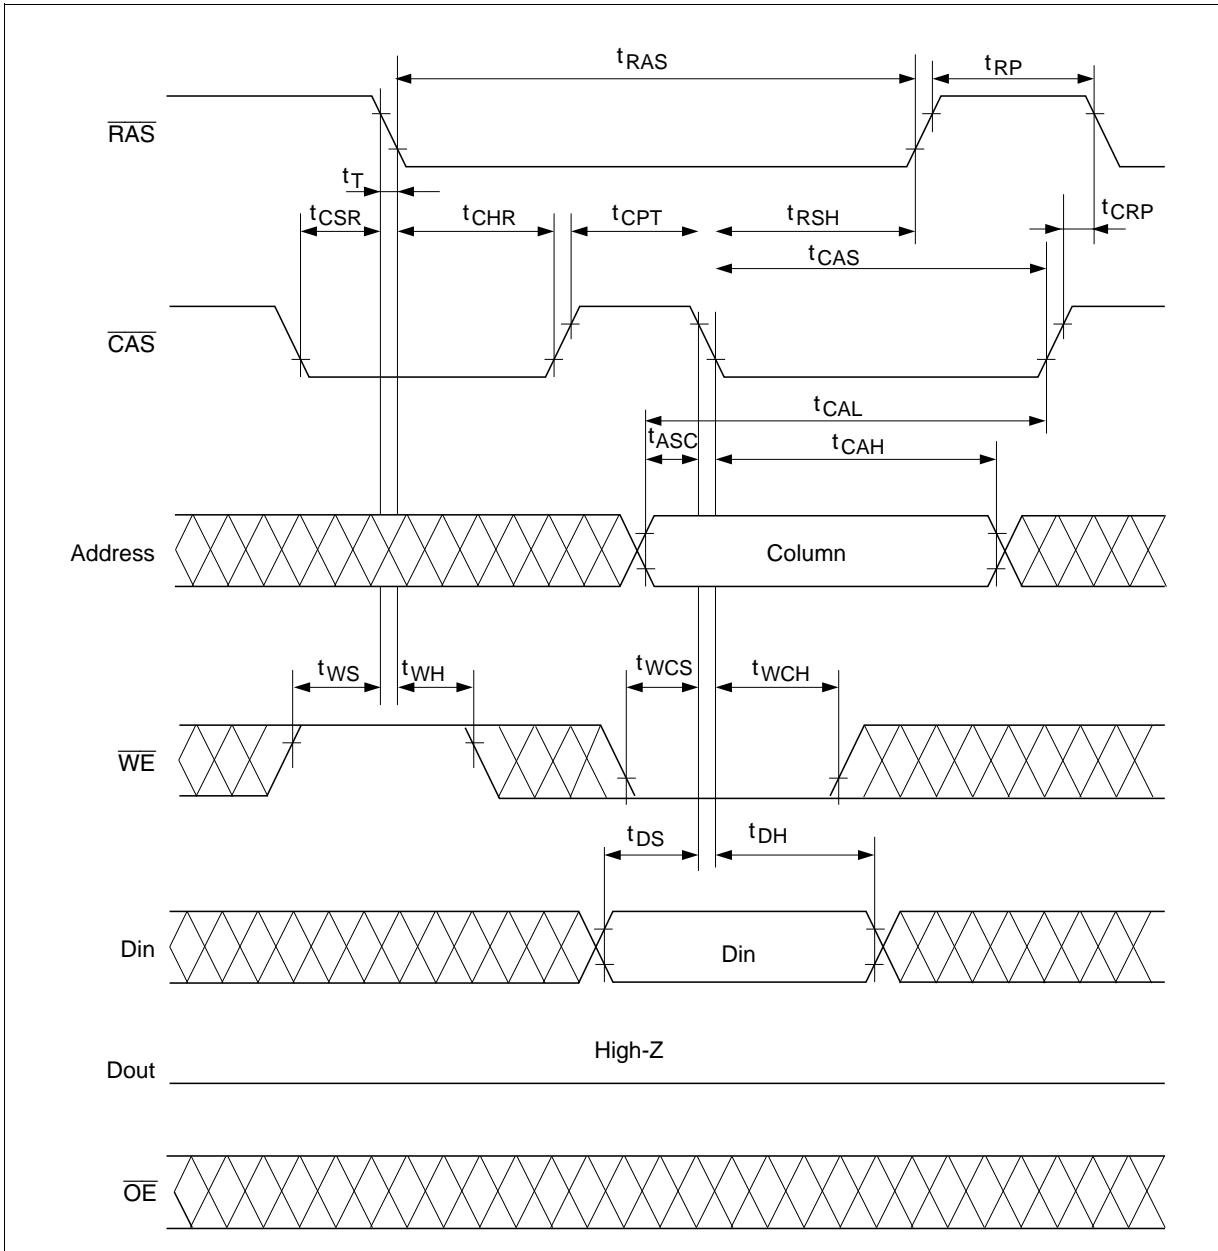 tRAS
tRP
RAS
tT
tCSR
tCHR
tCPT
tRSH
tCRP
tCAS
CAS
tCAL
tASC
tCAH
Address
Column
tWS
tWH
tWCS
tWCH
WE
tDS
tDH
Din
Din
High-Z
Dout
OE